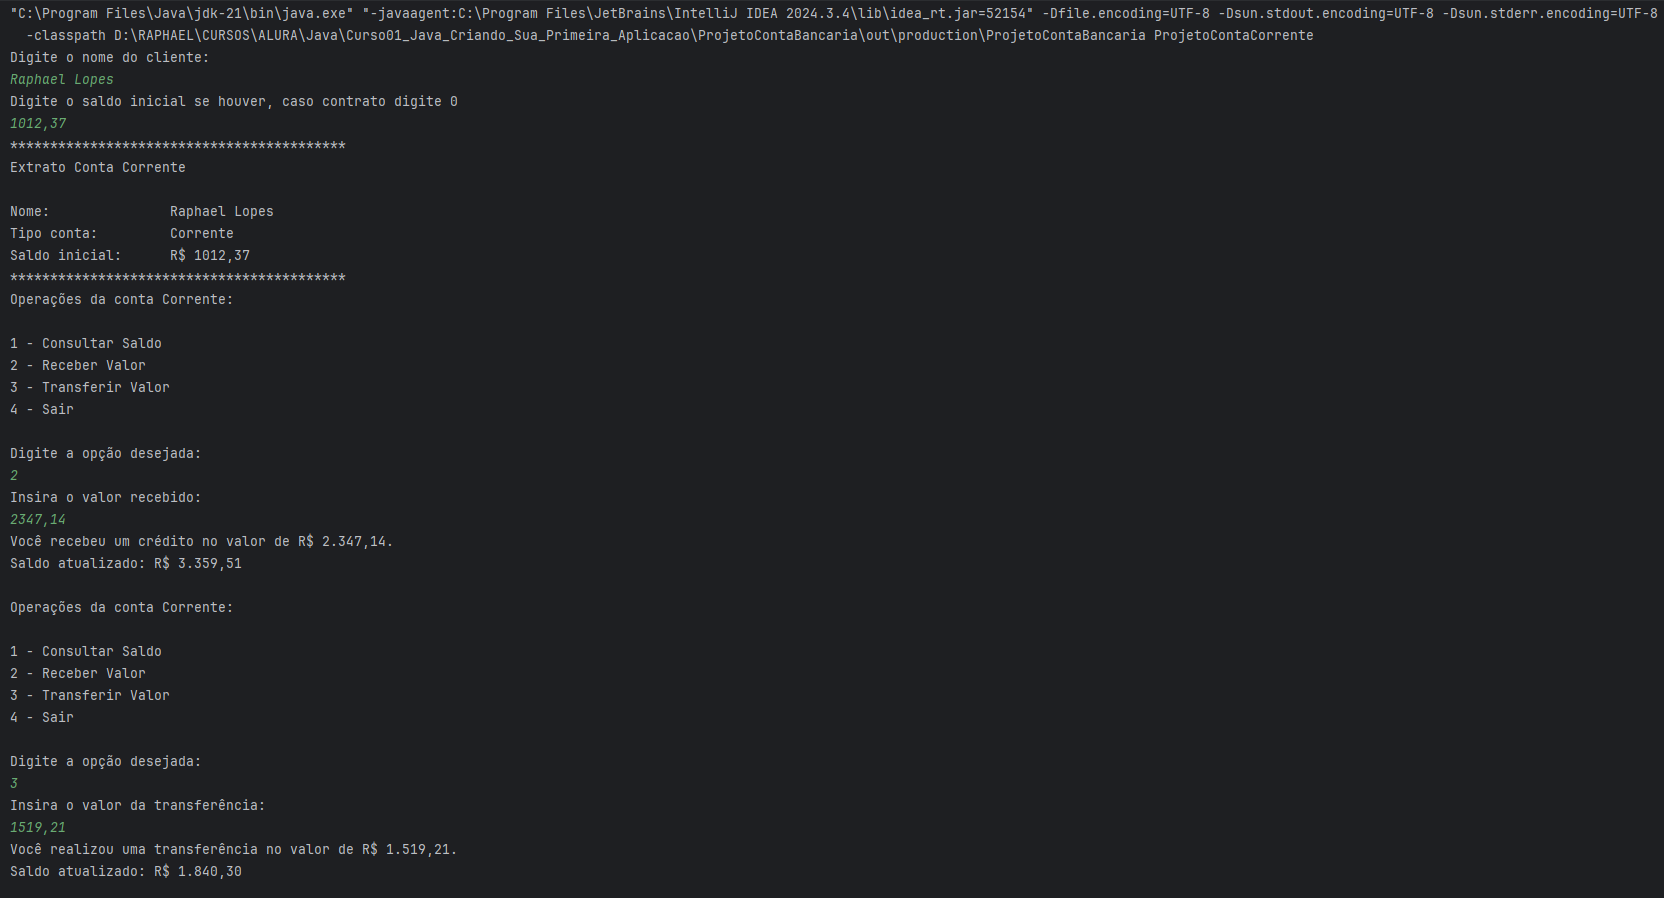 "C:\Program Files\Java\jdk-21\bin\java.exe" "-javaagent:C:\Program Files\JetBrains\IntelliJ IDEA 2024.3.4\lib\idea_rt.jar=52154" -Dfile.encoding=UTF-8 -Dsun.stdout.encoding=UTF-8 -Dsun.stderr.encoding=UTF-8
-classpath D:\RAPHAEL\CURSOS\ALURA\Java\Curso01_Java_Criando_Sua_Primeira_Aplicacao\ProjetoContaBancaria\out\production\ProjetoContaBancaria ProjetoContaCorrente
Digite o nome do cliente:
Raphael Lopes
Digite o saldo inicial se houver, caso contrato digite 0
1012,37
******************************************
Extrato Conta Corrente
Nome: Raphael Lopes
Tipo conta: Corrente
Saldo inicial: R$ 1012,37
******************************************
Operações da conta Corrente:
1 - Consultar Saldo
2 - Receber Valor
3 - Transferir Valor
4 - Sair
Digite a opção desejada:
2
Insira o valor recebido:
2347,14
Você recebeu um crédito no valor de R$ 2.347,14.
Saldo atualizado: R$ 3.359,51
Operações da conta Corrente:
1 - Consultar Saldo
2 - Receber Valor
3 - Transferir Valor
4 - Sair
Digite a opção desejada:
3
Insira o valor da transferência:
1519,21
Você realizou uma transferência no valor de R$ 1.519,21.
Saldo atualizado: R$ 1.840,30